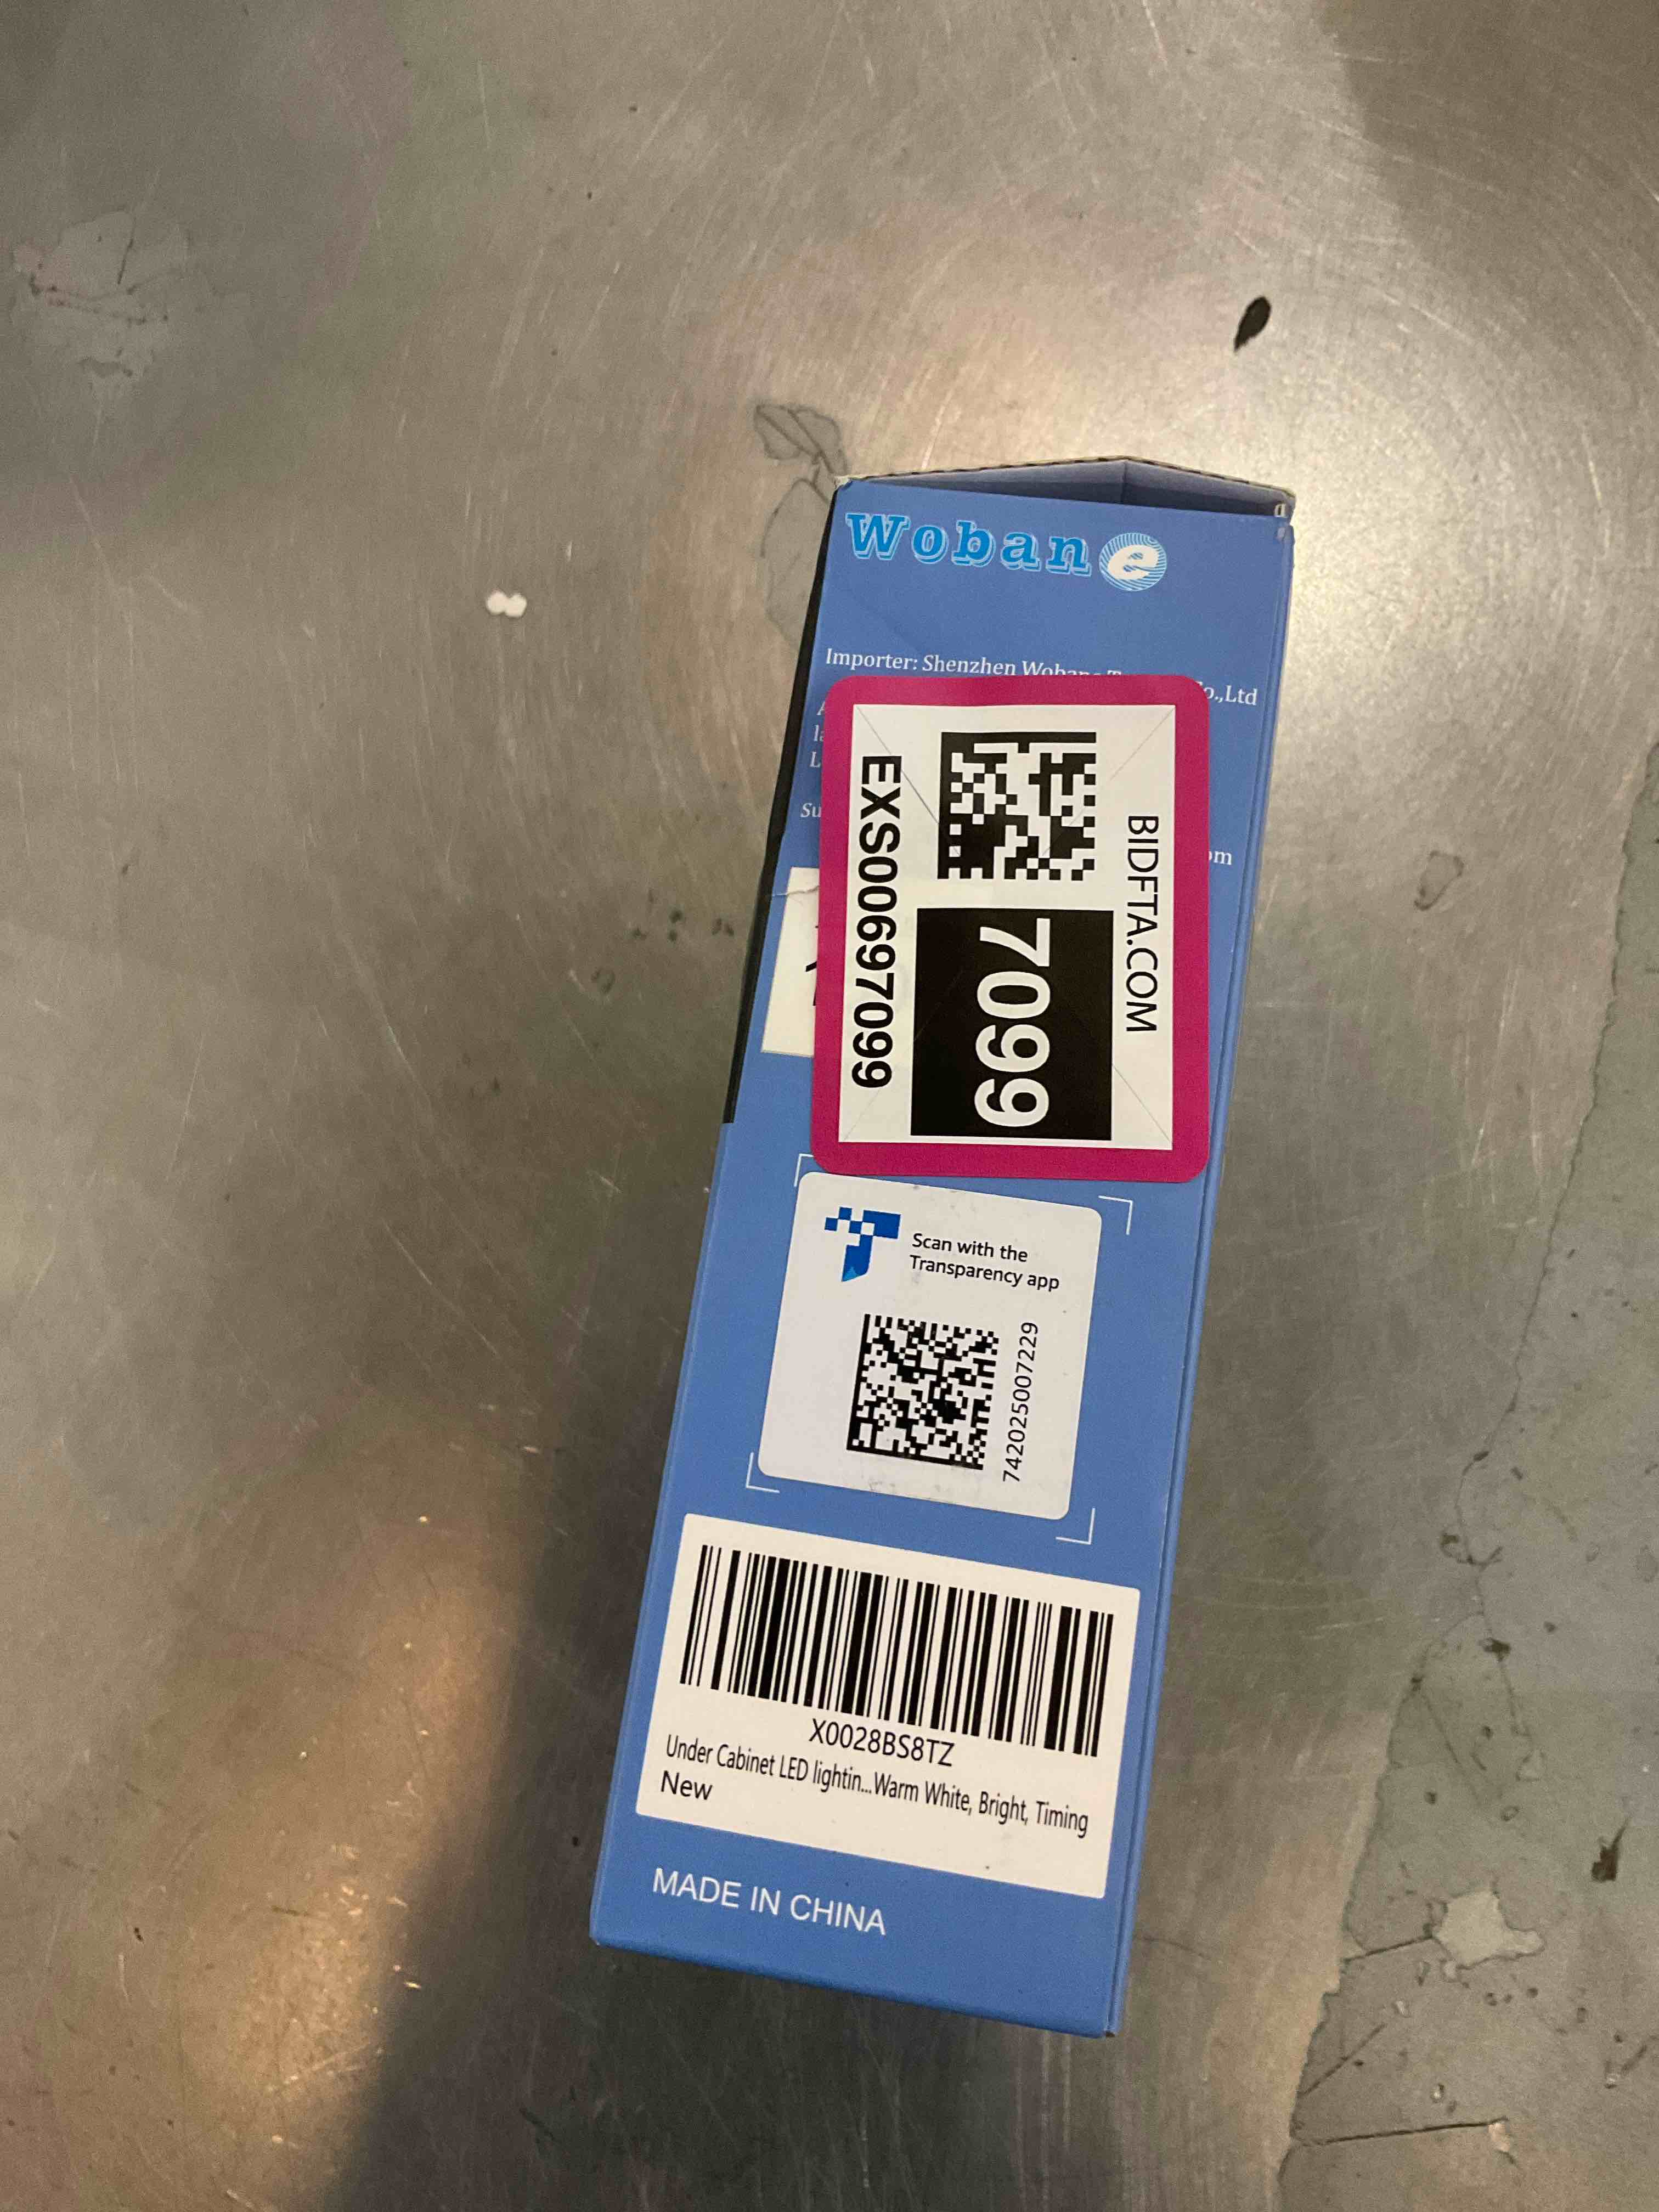 Wobane
Importer: Shenzhen Wobane
Co.,Ltd
BIDFTA.COM
7099
EXS00697099
Scan with the
Transparency app
742025007229
X0028BS8TZ
Under Cabinet LED lightin...Warm White, Bright, Timing
New
MADE IN CHINA